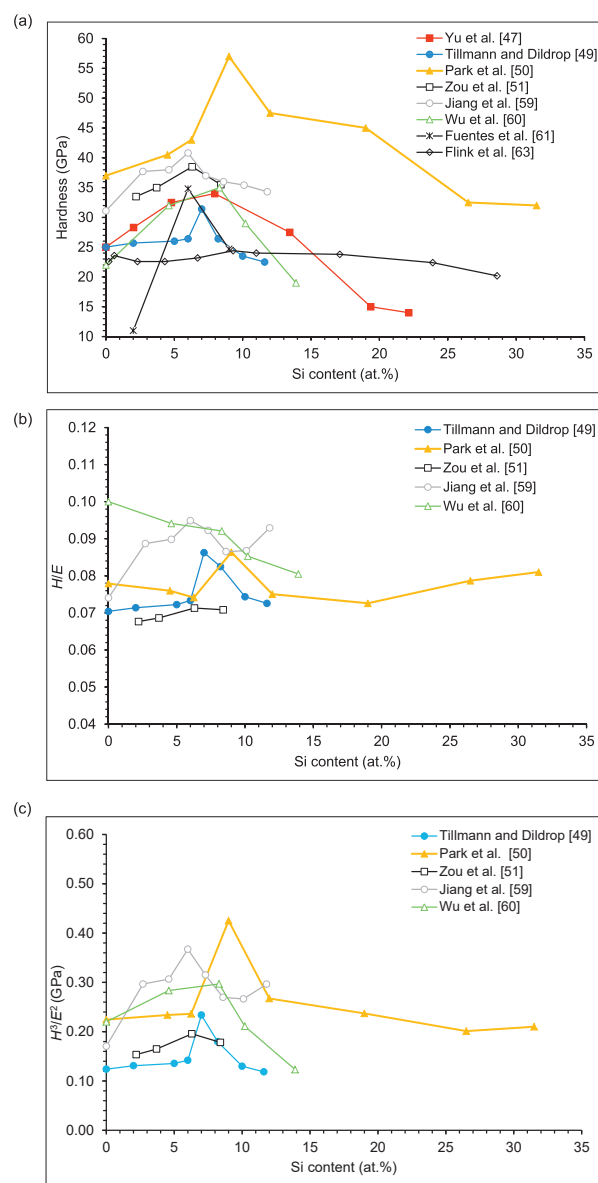 (a)
60
55
50
45
40
35
30
25
20
15
10
Hardness (GPa)
0 5 10 15 20 25 30 35
Si content (at.%)
Yu et al. [47]
Tillmann and Dildrop [49]
Park et al. [50]
Zou et al. [51]
Jiang et al. [59]
Wu et al. [60]
Fuentes et al. [61]
Flink et al. [63]
(b)
0.12
0.11
0.10
0.09
0.08
0.07
0.06
0.05
0.04
H/E
0 5 10 15 20 25 30 35
Si content (at.%)
Tillmann and Dildrop [49]
Park et al. [50]
Zou et al. [51]
Jiang et al. [59]
Wu et al. [60]
(c)
0.60
0.50
0.40
0.30
0.20
0.10
0.00
H³/E² (GPa)
0 5 10 15 20 25 30 35
Si content (at.%)
Tillmann and Dildrop [49]
Park et al. [50]
Zou et al. [51]
Jiang et al. [59]
Wu et al. [60]